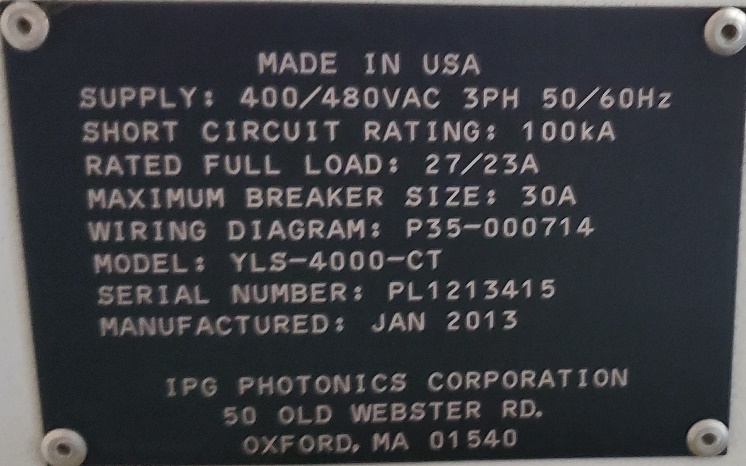 MADE IN USA
SUPPLY: 400/480VAC 3PH 50/60Hz
SHORT CIRCUIT RATING: 100kA
RATED FULL LOAD: 27/23A
MAXIMUM BREAKER SIZE: 30A
WIRING DIAGRAM: P35-000714
MODEL: YLS-4000-CT
SERIAL NUMBER: PL1213415
MANUFACTURED: JAN 2013
IPG PHOTONICS CORPORATION
50 OLD WEBSTER RD.
OXFORD, MA 01540